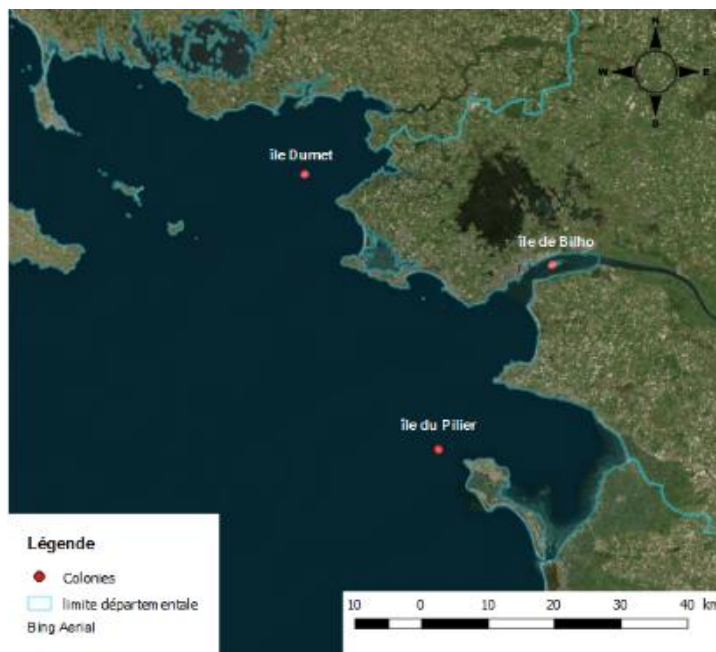 N
W E
S
île Dumet
île de Bilho
île du Pilier
Légende
Colonies
limite départementale
Bing Aerial
10 0 10 20 30 40 km